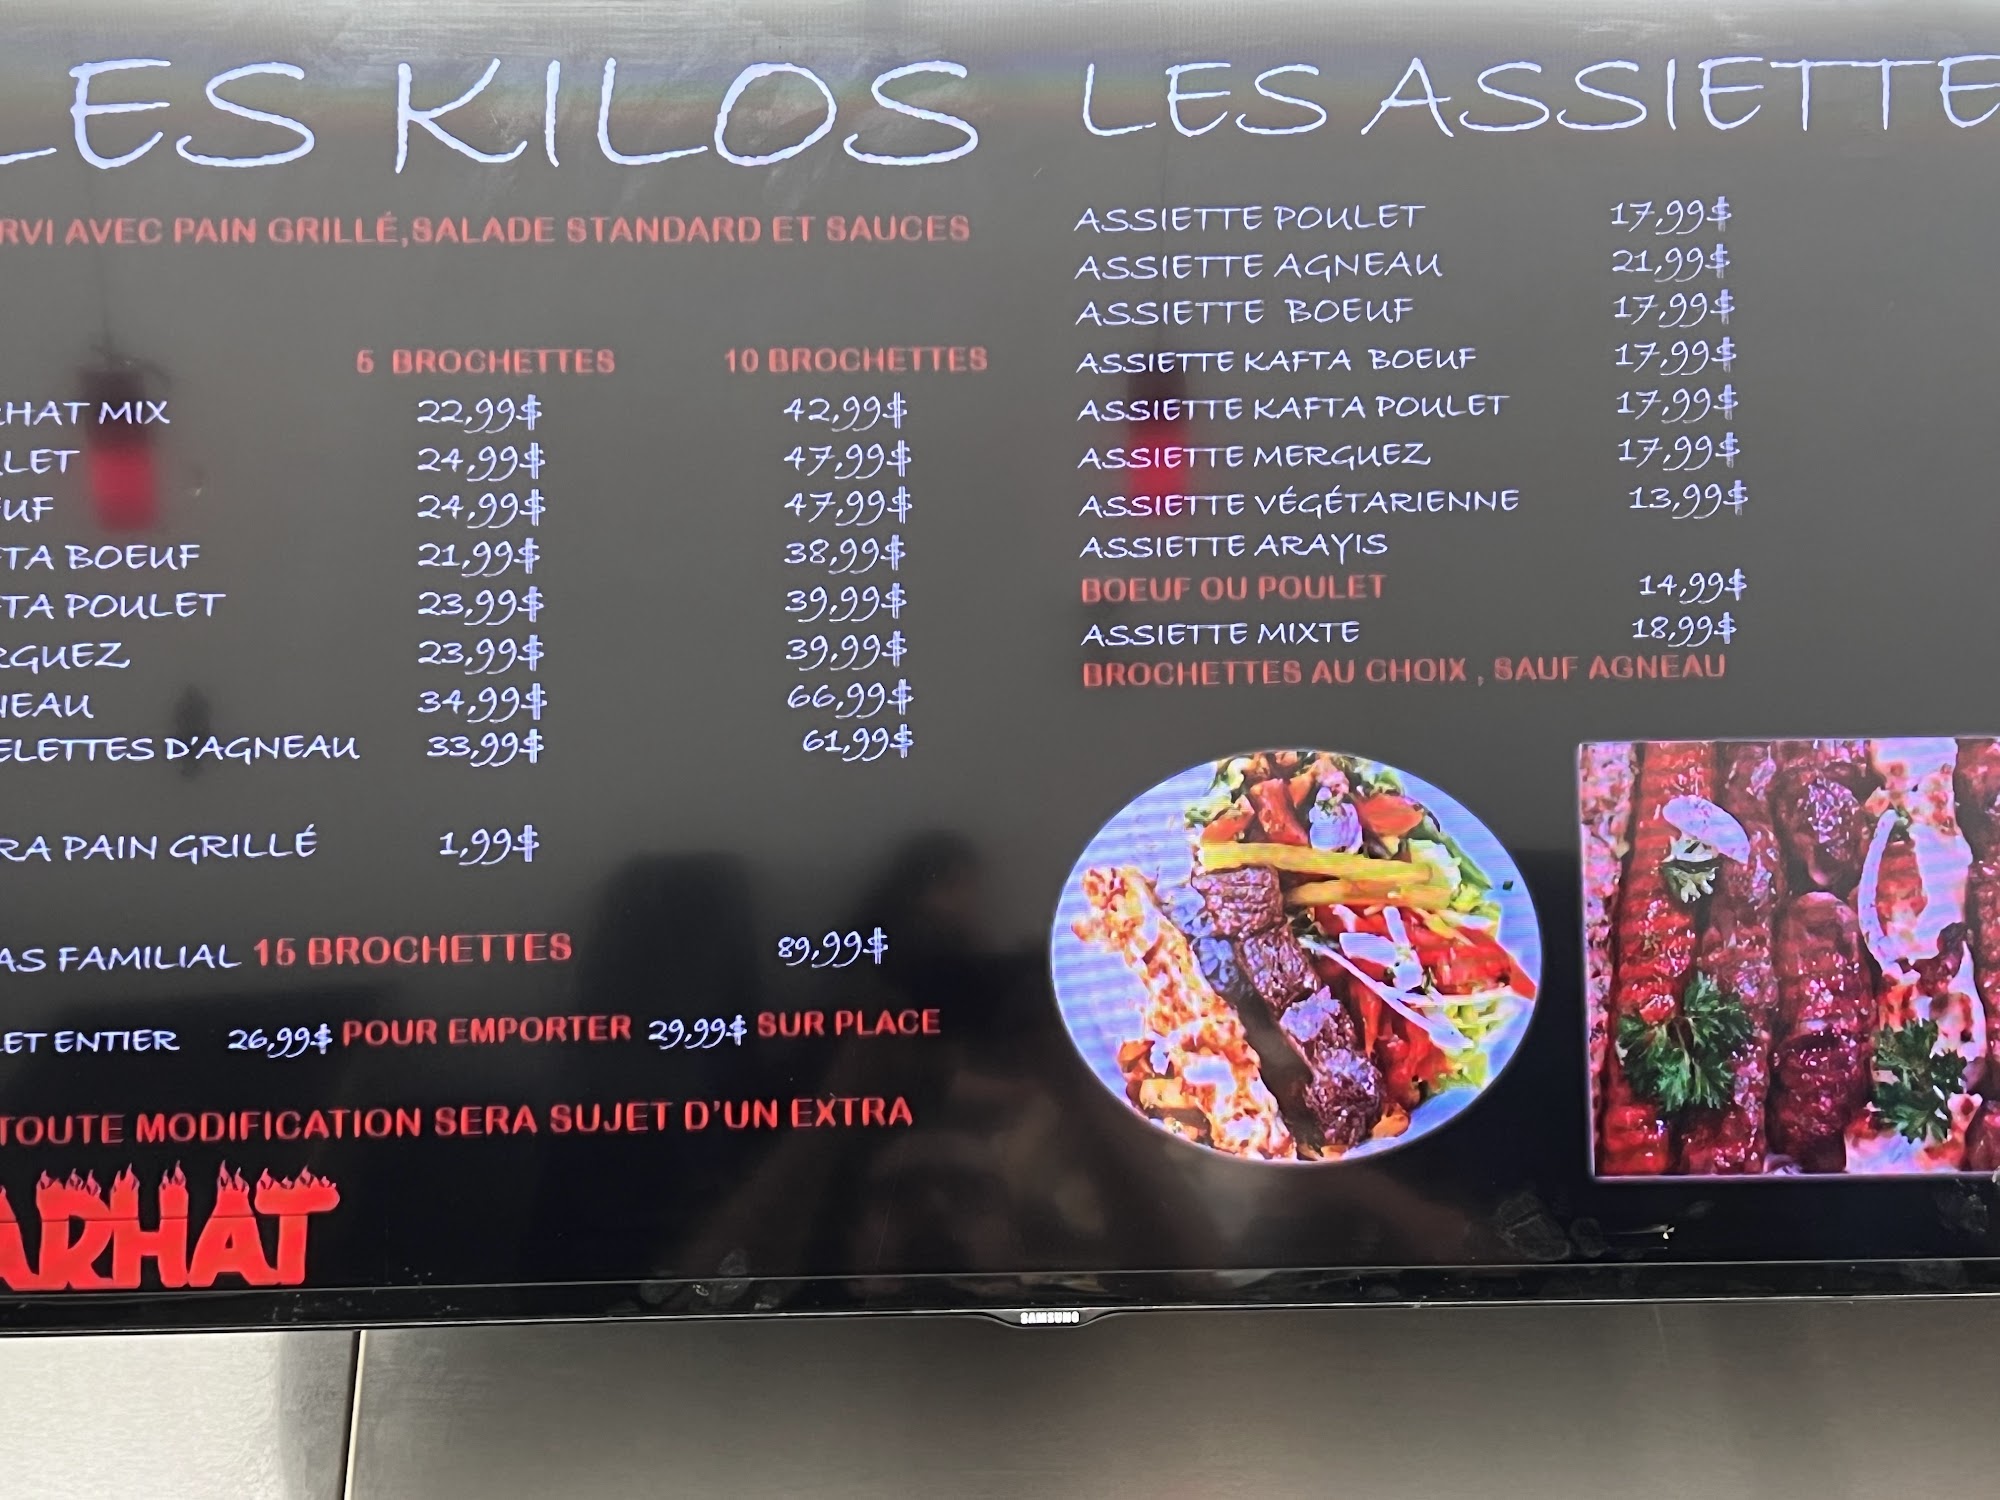 LES KILOS
RVI AVEC PAIN GRILLÉ,SALADE STANDARD ET SAUCES
5 BROCHETTES 10 BROCHETTES
RHAT MIX 22,99$ 42,99$
LET 24,99$ 47,99$
UF 24,99$ 47,99$
TA BOEUF 21,99$ 38,99$
TA POULET 23,99$ 39,99$
RGUEZ 23,99$ 39,99$
NEAU 34,99$ 66,99$
ELETTES D'AGNEAU 33,99$ 61,99$
RA PAIN GRILLÉ 1,99$
AS FAMILIAL 15 BROCHETTES 89,99$
LET ENTIER 26,99$ POUR EMPORTER 29,99$ SUR PLACE
TOUTE MODIFICATION SERA SUJET D'UN EXTRA
ARHAT
LES ASSIETTE
ASSIETTE POULET 17,99$
ASSIETTE AGNEAU 21,99$
ASSIETTE BOEUF 17,99$
ASSIETTE KAFTA BOEUF 17,99$
ASSIETTE KAFTA POULET 17,99$
ASSIETTE MERGUEZ 17,99$
ASSIETTE VÉGÉTARIENNE 13,99$
ASSIETTE ARAYIS
BOEUF OU POULET 14,99$
ASSIETTE MIXTE 18,99$
BROCHETTES AU CHOIX , SAUF AGNEAU
SAMSUNG